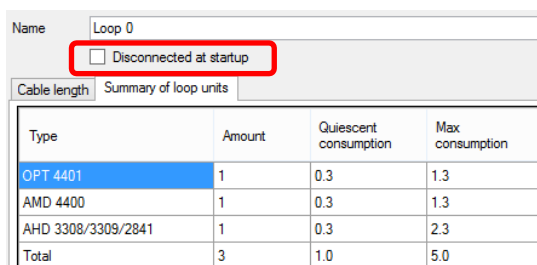 Name Loop 0
Disconnected at startup
Cable length Summary of loop units
Type Amount Quiescent consumption Max consumption
OPT 4401 1 0.3 1.3
AMD 4400 1 0.3 1.3
AHD 3308/3309/2841 1 0.3 2.3
Total 3 1.0 5.0